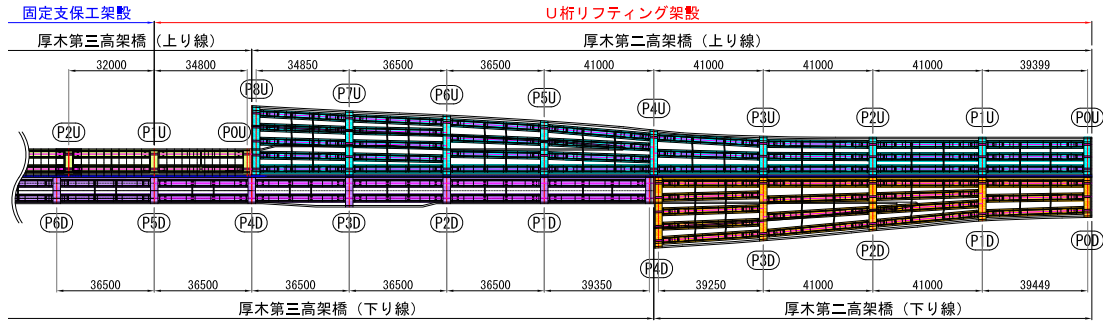 固定支保工架設 U桁リフティング架設
厚木第三高架橋（上り線） 厚木第二高架橋（上り線）
32000 34800 34850 36500 36500 41000 41000 41000 41000 39399
P2U P1U P0U P8U P7U P6U P5U P4U P3U P2U P1U P0U
P6D P5D P4D P3D P2D P1D P4D P3D P2D P1D P0D
36500 36500 36500 36500 36500 39350 39250 41000 41000 39449
厚木第三高架橋（下り線） 厚木第二高架橋（下り線）